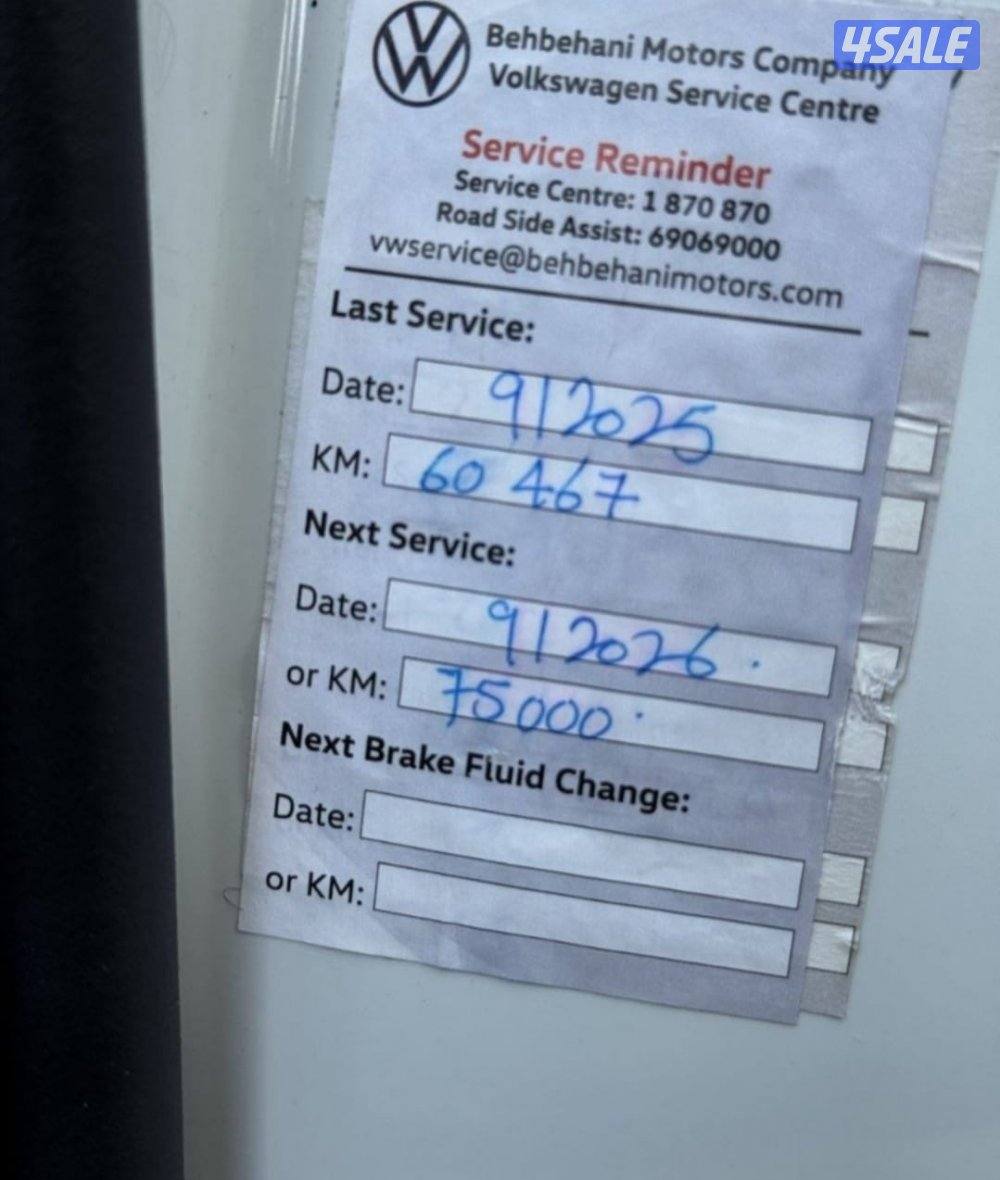 4SALE
Behbehani Motors Company
Volkswagen Service Centre
Service Reminder
Service Centre: 1 870 870
Road Side Assist: 69069000
vwservice@behbehanimotors.com
Last Service:
Date: 9/2025
KM: 60 467
Next Service:
Date: 9/2026.
or KM: 75000.
Next Brake Fluid Change:
Date:
or KM: